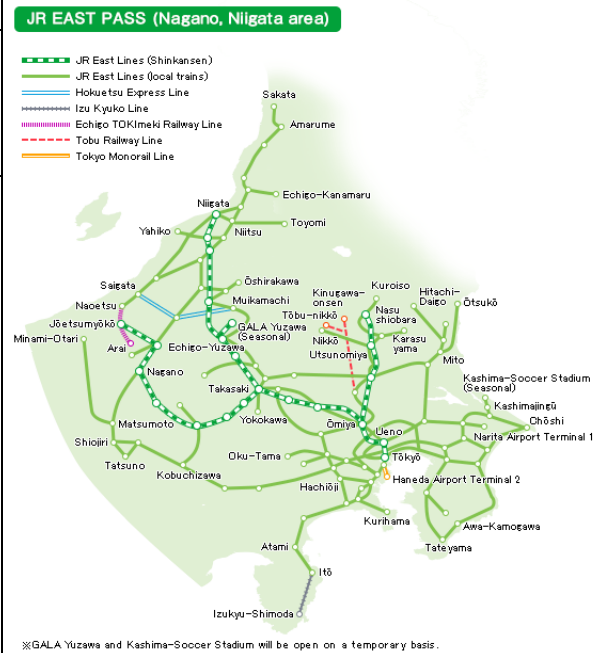 JR EAST PASS (Nagano, Niigata area)
JR East Lines (Shinkansen)
JR East Lines (local trains)
Hokuetsu Express Line
Izu Kyuko Line
Echigo TOKImeki Railway Line
Tobu Railway Line
Tokyo Monorail Line
Sakata
Amarume
Echigo-Kanamaru
Niigata
Toyomi
Yahiko
Niitsu
Ōshirakawa
Saigata
Muikamachi
Kinugawa-
onsen
Kuroiso
Hitachi-
Daigo
Ōtsukō
Naoetsu
Tōbu-nikkō
Nasu
shiobara
Jōetsumyōkō
GALA Yuzawa
(Seasonal)
Minami-Otari
Arai
Echigo-Yuzawa
Nikkō
Utsunomiya
Karasu
yama
Mito
Nagano
Takasaki
Kashima-Soccer Stadium
(Seasonal)
Kashimajingū
Matsumoto
Yokokawa
Ōmiya
Ueno
Chōshi
Narita Airport Terminal 1
Shiojiri
Tatsuno
Oku-Tama
Tōkyō
Kobuchizawa
Hachiōji
Haneda Airport Terminal 2
Kurihama
Awa-Kamogawa
Tateyama
Atami
Itō
Izukyu-Shimoda
※GALA Yuzawa and Kashima-Soccer Stadium will be open on a temporary basis.